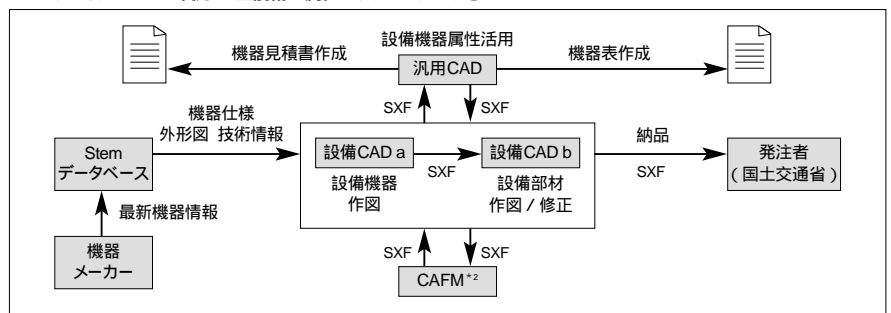 設備機器属性活用
機器見積書作成
汎用CAD
機器表作成
SXF
SXF
機器仕様
外形図 技術情報
Stem
データベース
設備CAD a
SXF
設備CAD b
設備機器
作図
設備部材
作図 / 修正
納品
SXF
発注者
(国土交通省)
最新機器情報
機器
メーカー
SXF
SXF
CAFM*2